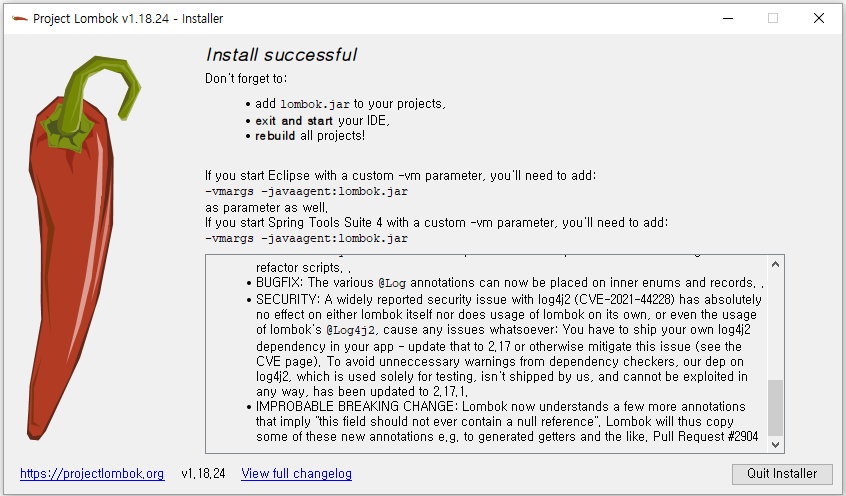 Project Lombok v1.18.24 - Installer
Install successful
Don't forget to:
• add lombok.jar to your projects,
• exit and start your IDE,
• rebuild all projects!
If you start Eclipse with a custom -vm parameter, you'll need to add:
-vmargs -javaagent:lombok.jar
as parameter as well.
If you start Spring Tools Suite 4 with a custom -vm parameter, you'll need to add:
-vmargs -javaagent:lombok.jar
refactor scripts. .
• BUGFIX: The various @Log annotations can now be placed on inner enums and records. .
• SECURITY: A widely reported security issue with log4j2 (CVE-2021-44228) has absolutely
no effect on either lombok itself nor does usage of lombok on its own, or even the usage
of lombok's @Log4j2, cause any issues whatsoever: You have to ship your own log4j2
dependency in your app - update that to 2.17 or otherwise mitigate this issue (see the
CVE page). To avoid unneccessary warnings from dependency checkers, our dep on
log4j2, which is used solely for testing, isn't shipped by us, and cannot be exploited in
any way, has been updated to 2.17.1.
• IMPROBABLE BREAKING CHANGE: Lombok now understands a few more annotations
that imply "this field should not ever contain a null reference". Lombok will thus copy
some of these new annotations e.g. to generated getters and the like. Pull Request #2904
https://projectlombok.org v1.18.24 View full changelog Quit Installer